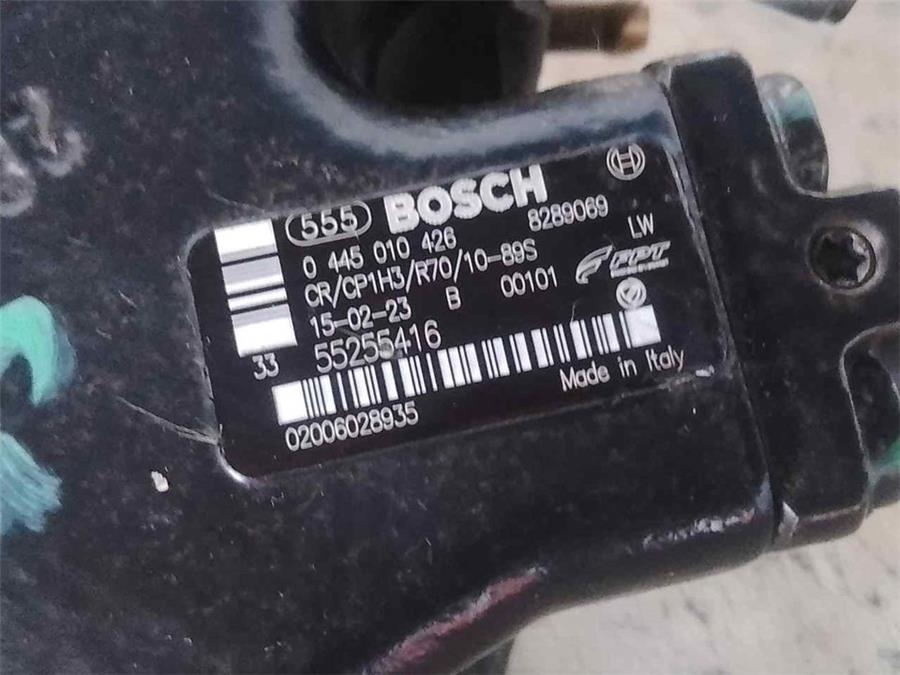 555 BOSCH
0 445 010 426 8289069 LW
CR/CP1H3/R70/10-89S FPT
15-02-23 B 00101
33 55255416
Made in Italy
02006028935